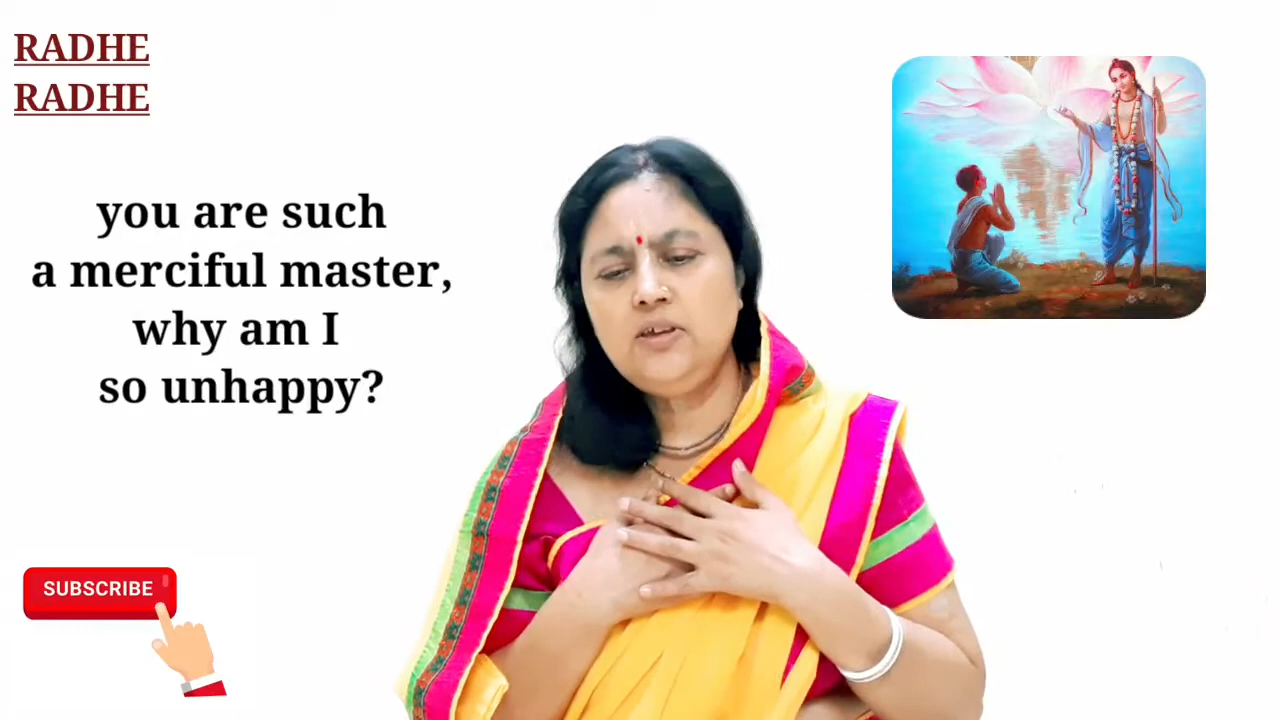 RADHE
RADHE
you are such
a merciful master,
why am I
so unhappy?
SUBSCRIBE